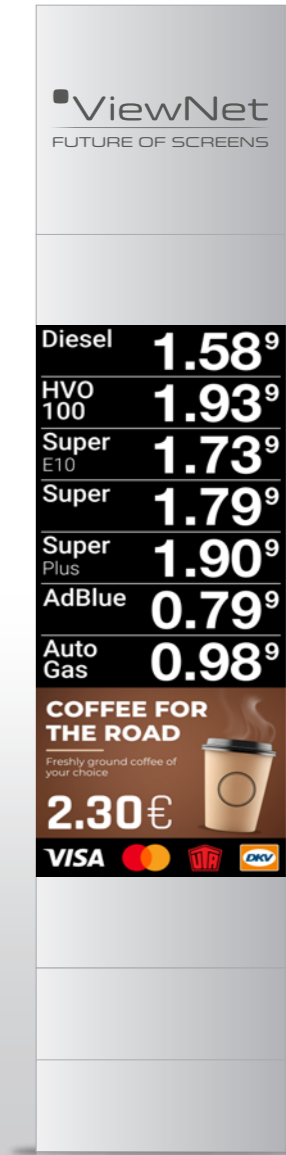 ViewNet
FUTURE OF SCREENS
Diesel 1.58⁹
HVO
100 1.93⁹
Super
E10 1.73⁹
Super 1.79⁹
Super
Plus 1.90⁹
AdBlue 0.79⁹
Auto
Gas 0.98⁹
COFFEE FOR
THE ROAD
Freshly ground coffee of
your choice
2.30€
VISA UTA DKV